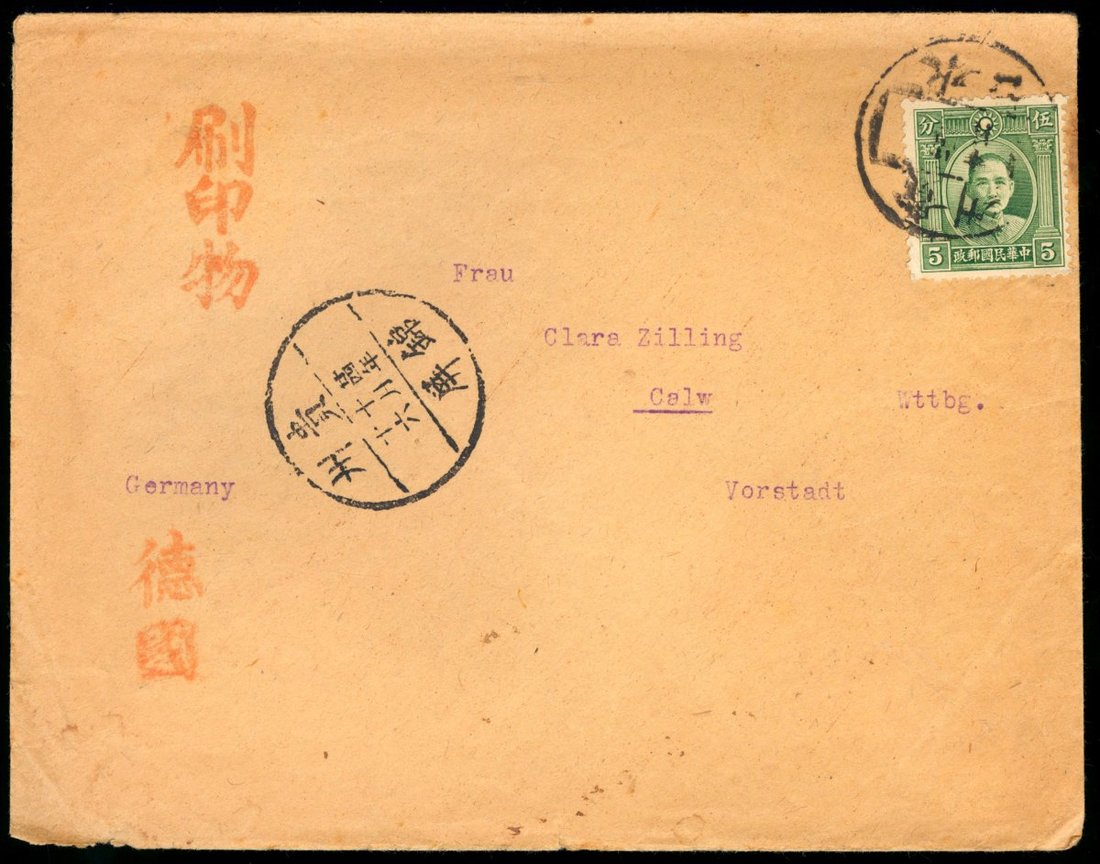 刷印物
分 伍
5 政郵國民華中 5
Frau
Clara Zilling
Calw Wttbg.
Germany Vorstadt
德國